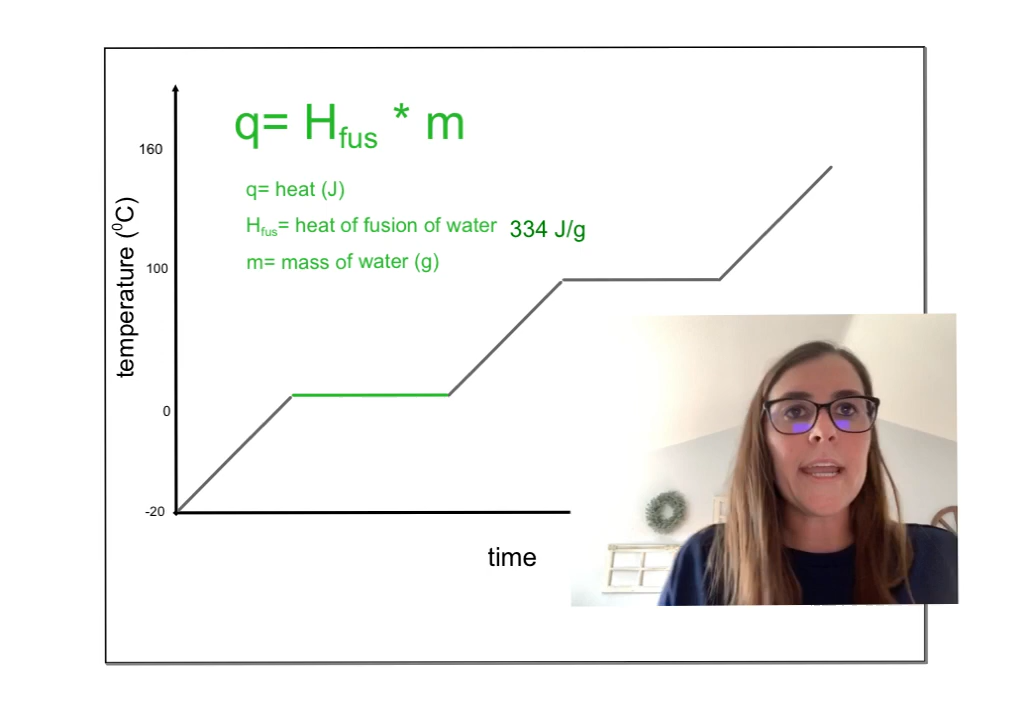 q= Hfus * m
160
q= heat (J)
Hfus= heat of fusion of water 334 J/g
m= mass of water (g)
temperature (⁰C)
100
0
-20
time